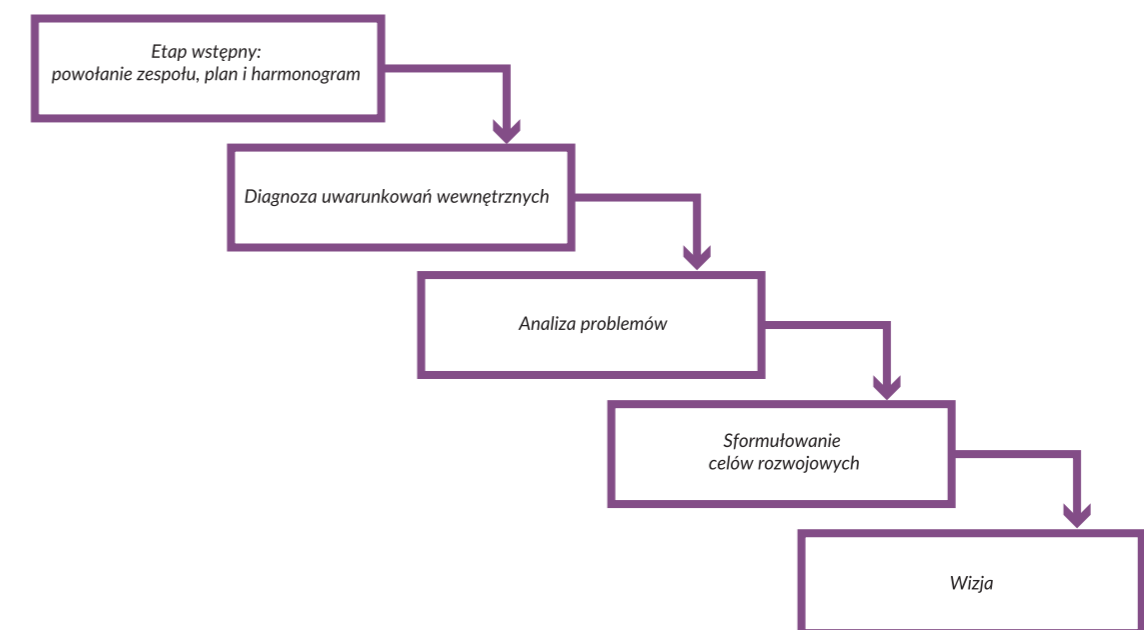 Etap wstępny:
powołanie zespołu, plan i harmonogram
Diagnoza uwarunkowań wewnętrznych
Analiza problemów
Sformułowanie
celów rozwojowych
Wizja